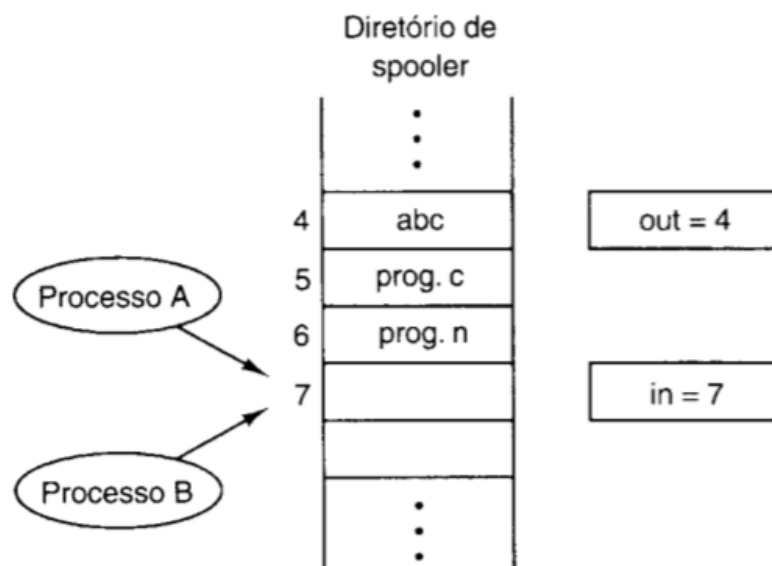 Diretório de
spooler
4
abc
out = 4
5
prog. c
Processo A
6
prog. n
7
in = 7
Processo B